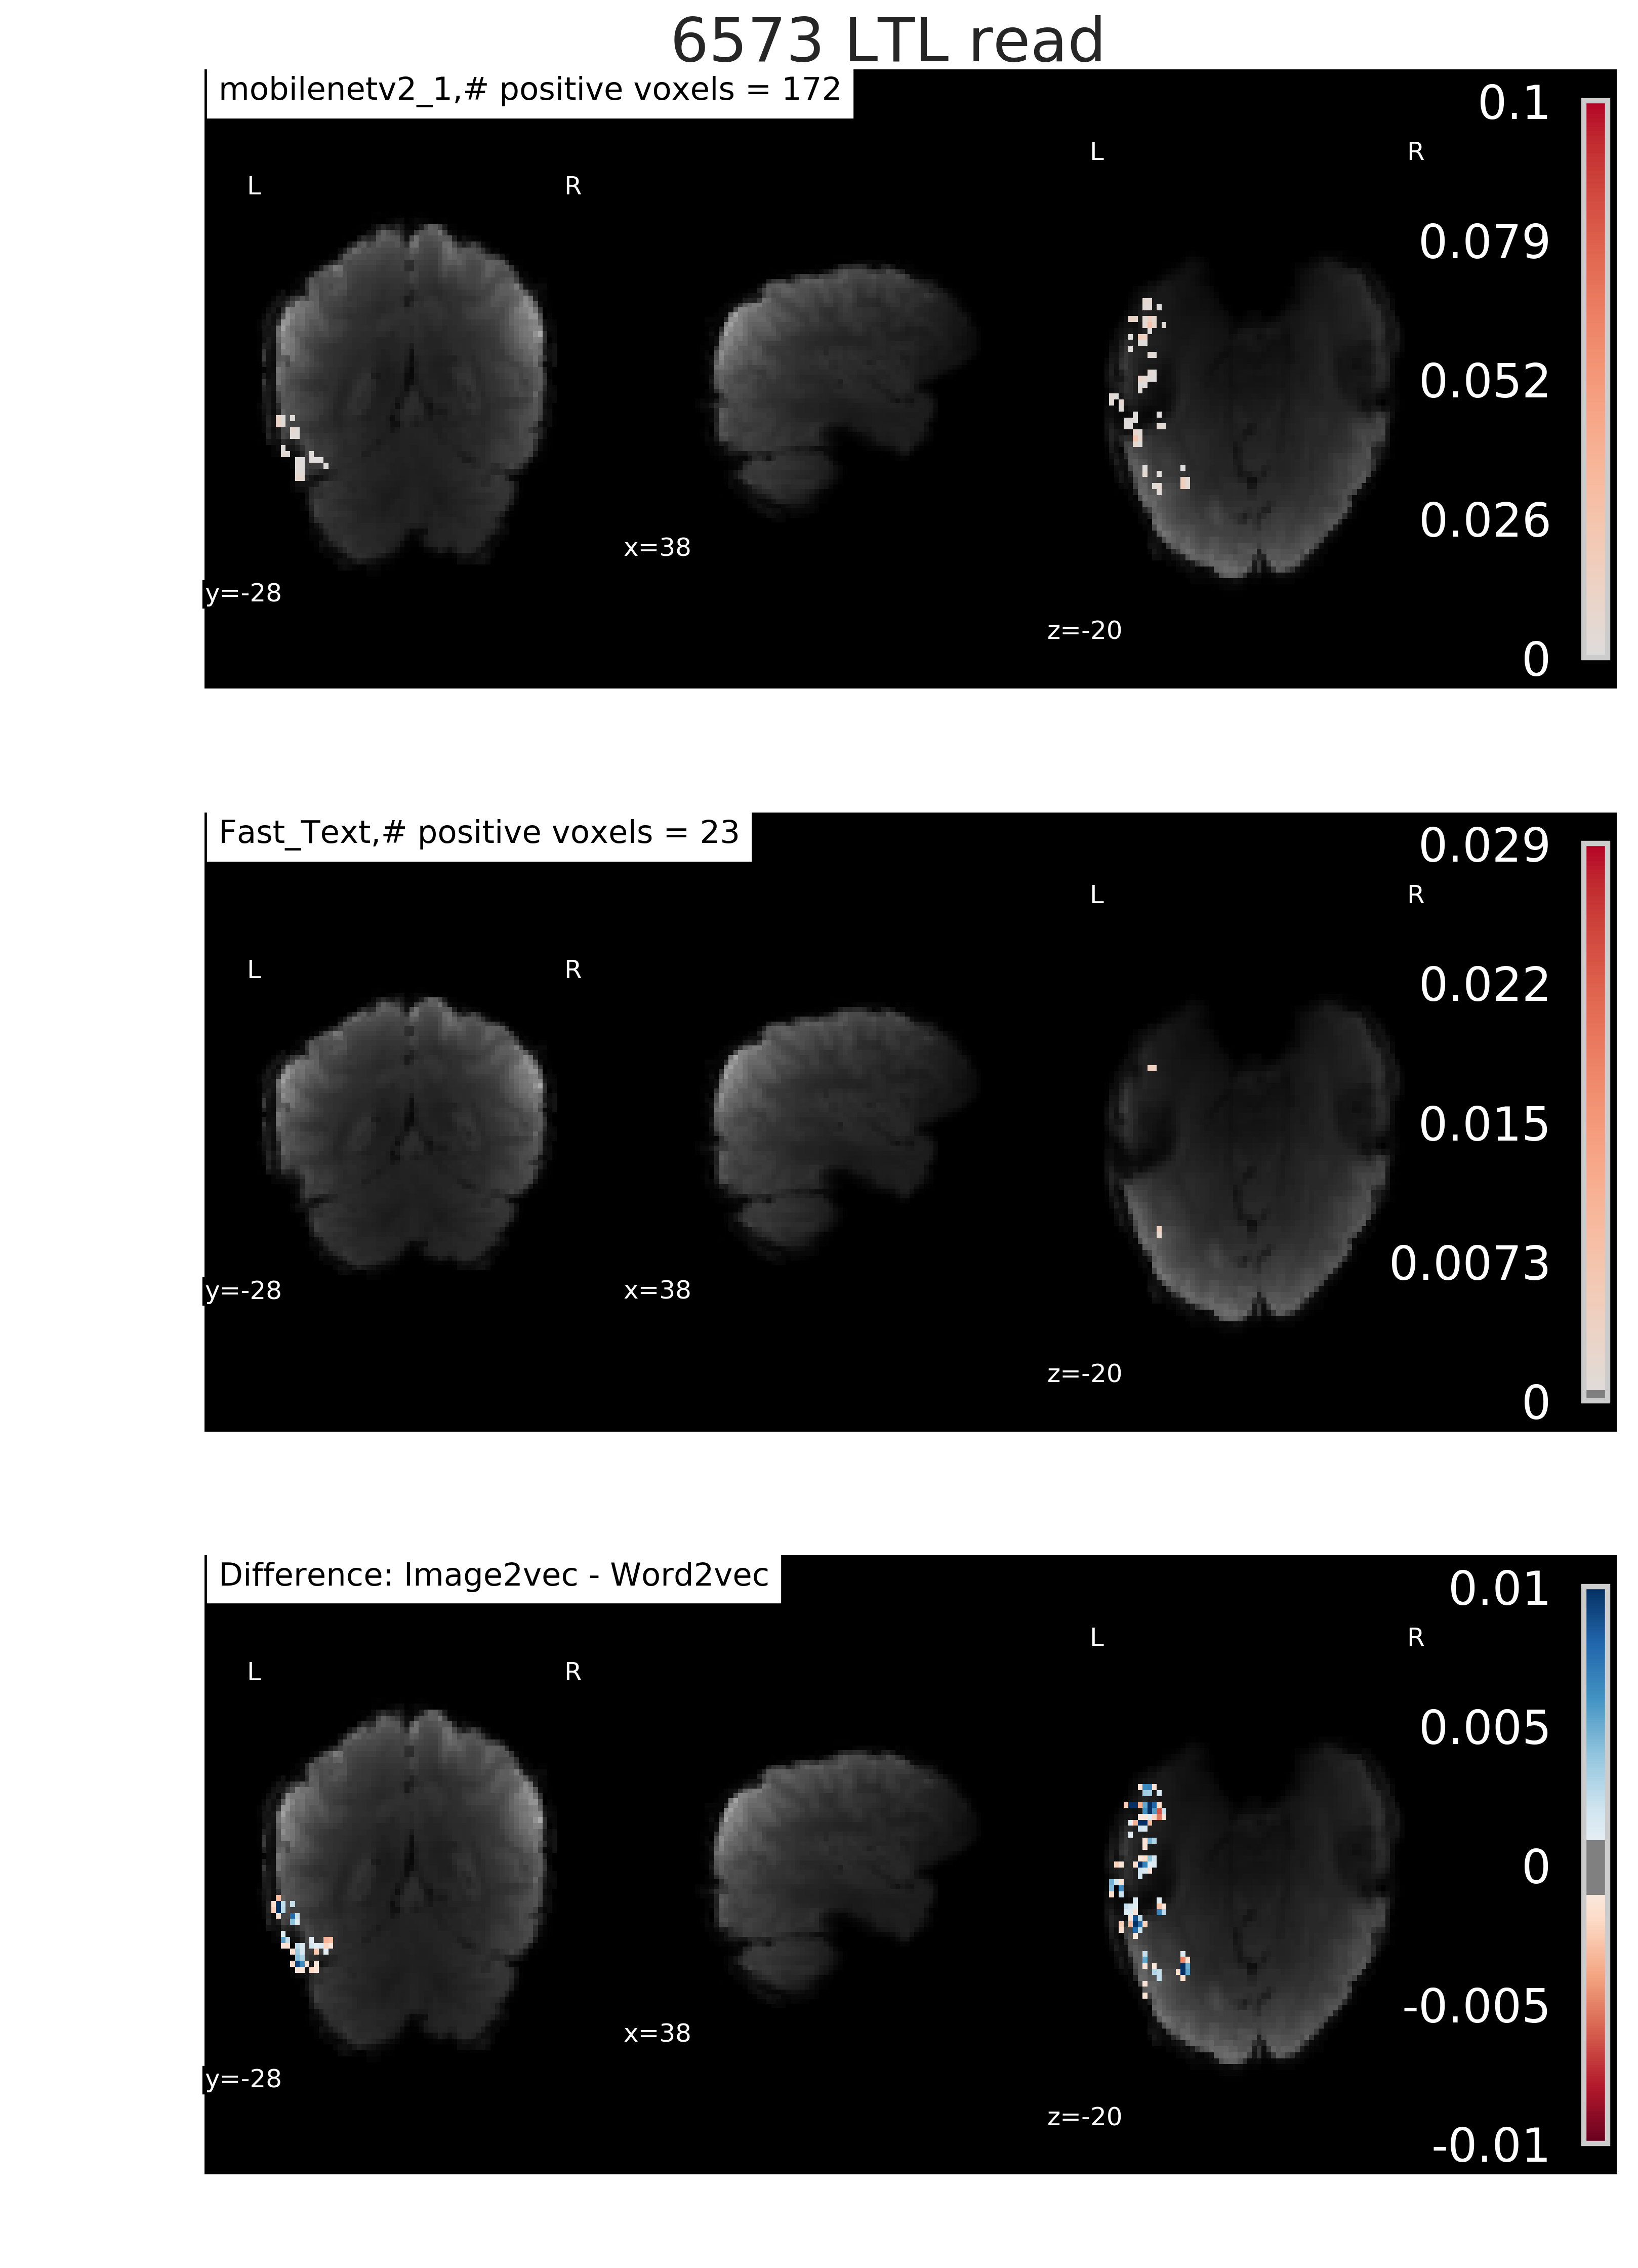 6573 LTL read
mobilenetv2_1,# positive voxels = 172
0.1
L R
L R
0.079
0.052
0.026
x=38
y=-28
z=-20
0
Fast_Text,# positive voxels = 23
0.029
L R
L R
0.022
0.015
0.0073
y=-28
x=38
z=-20
0
Difference: Image2vec - Word2vec
0.01
L R
L R
0.005
0
-0.005
x=38
y=-28
z=-20
-0.01